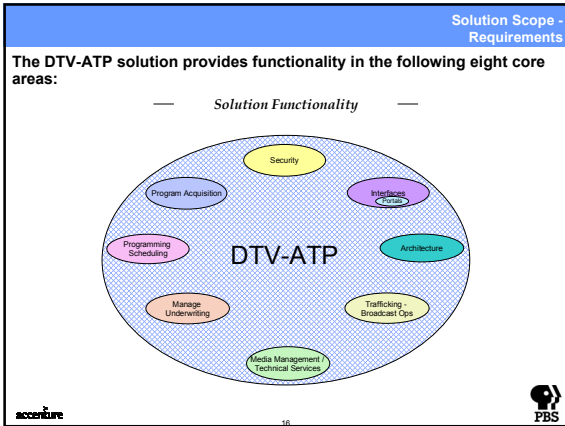 Solution Scope -
Requirements
The DTV-ATP solution provides functionality in the following eight core
areas:
Solution Functionality
Security
Program Acquisition
Interfaces
Portals
Programming
Scheduling
DTV-ATP
Architecture
Manage
Underwriting
Trafficking -
Broadcast Ops
Media Management /
Technical Services
accenture
16
PBS